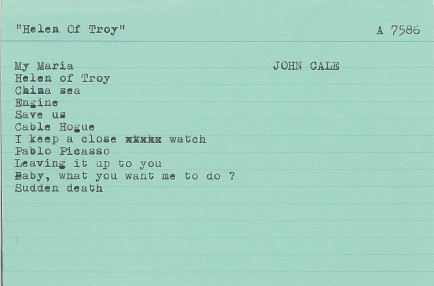 "Helen Of Troy" A 7586
My Maria JOHN CALE
Helen of Troy
China sea
Engine
Save us
Cable Hogue
I keep a close xxxxx watch
Pablo Picasso
Leaving it up to you
Baby, what you want me to do ?
Sudden death